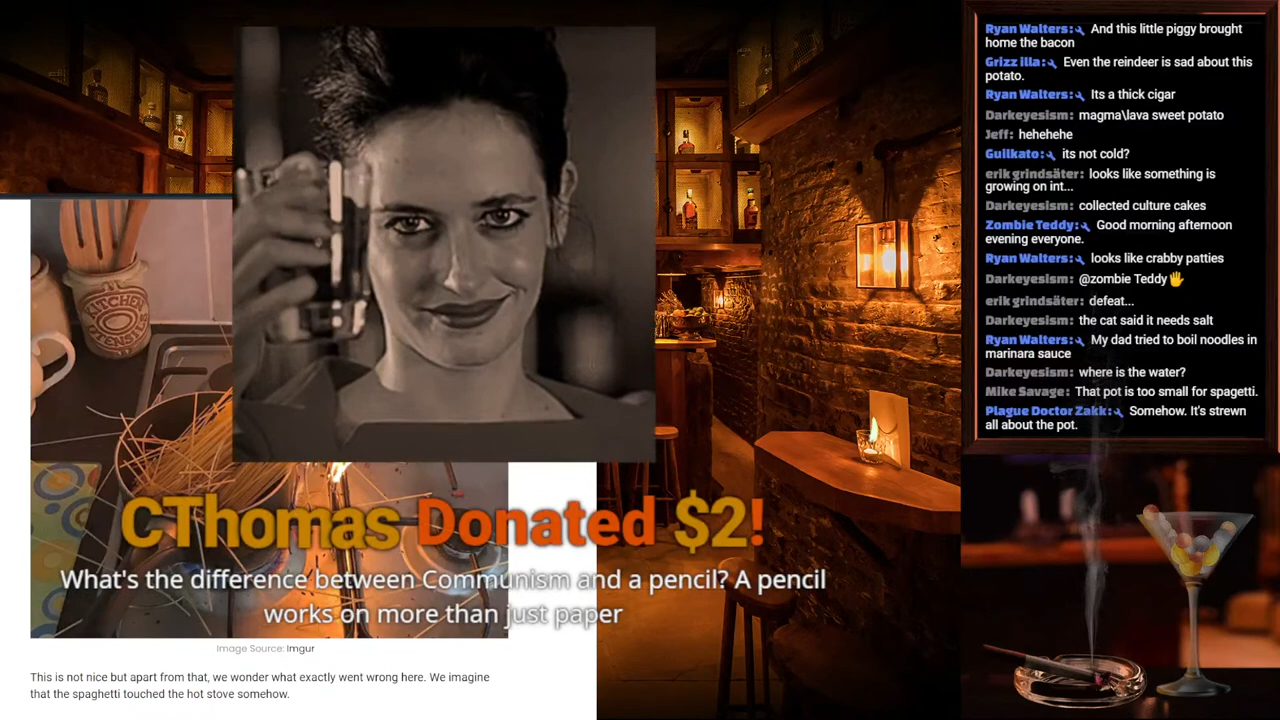 KITCHEN
UTENSILS
CThomas Donated $2!
What's the difference between Communism and a pencil? A pencil
works on more than just paper
Image Source: Imgur
This is not nice but apart from that, we wonder what exactly went wrong here. We imagine
that the spaghetti touched the hot stove somehow.
Ryan Walters: And this little piggy brought
home the bacon
Grizz illa: Even the reindeer is sad about this
potato.
Ryan Walters: Its a thick cigar
Darkeyesism: magma\lava sweet potato
Jeff: hehehehe
Guilkato: its not cold?
erik grindsäter: looks like something is
growing on int...
Darkeyesism: collected culture cakes
Zombie Teddy: Good morning afternoon
evening everyone.
Ryan Walters: looks like crabby patties
Darkeyesism: @zombie Teddy🖐
erik grindsäter: defeat...
Darkeyesism: the cat said it needs salt
Ryan Walters: My dad tried to boil noodles in
marinara sauce
Darkeyesism: where is the water?
Mike Savage: That pot is too small for spagetti.
Plague Doctor Zakk: Somehow. It's strewn
all about the pot.